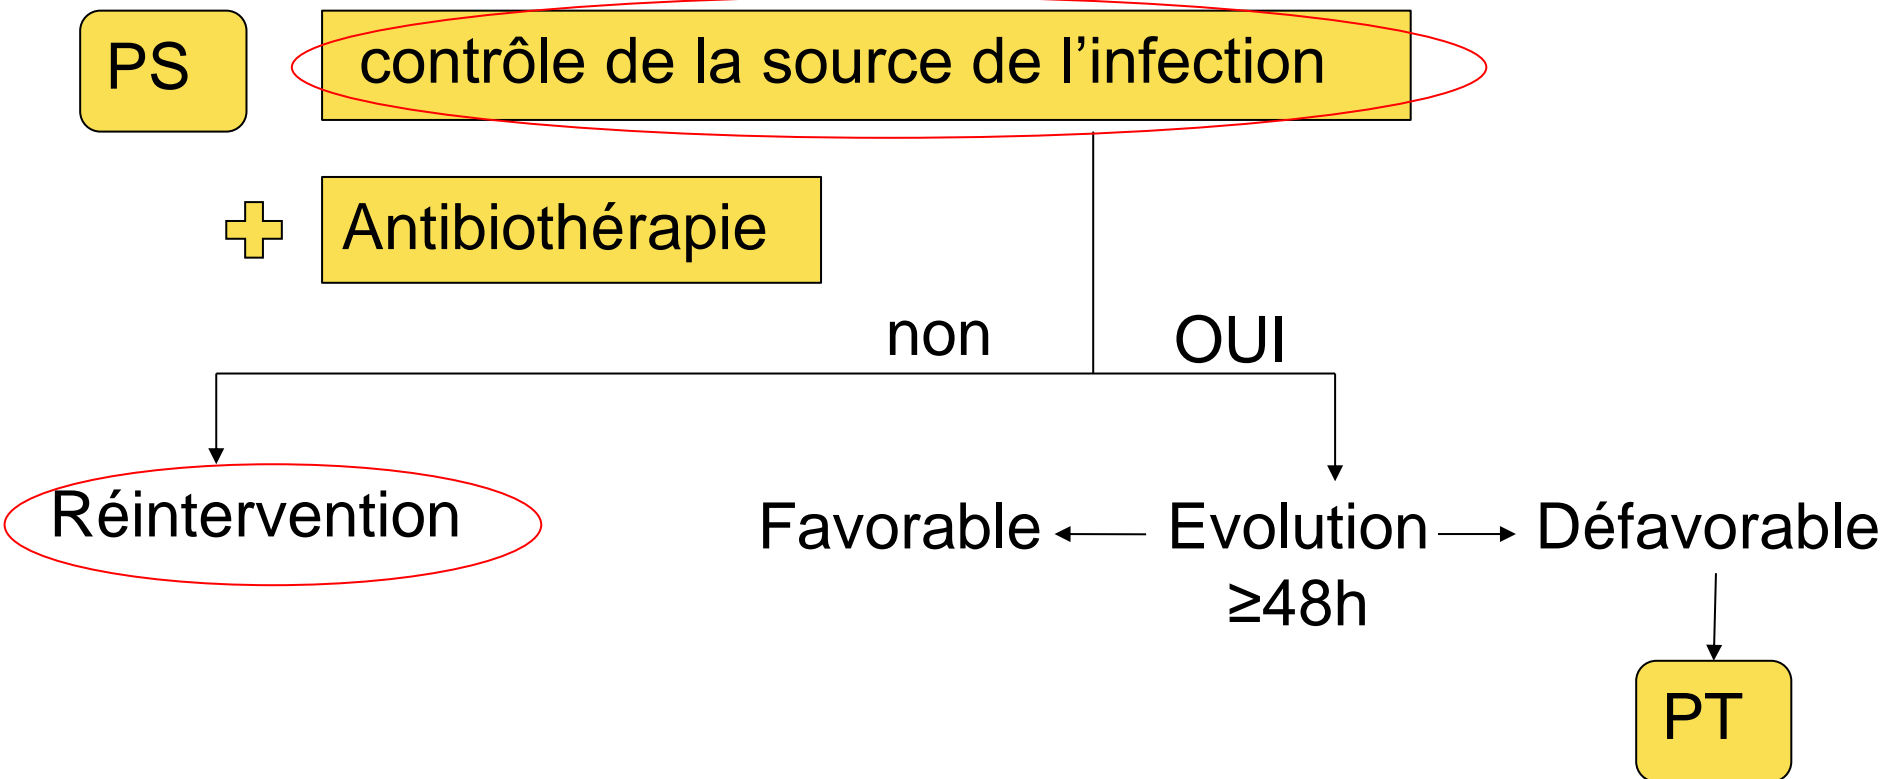 PS
contrôle de la source de l’infection
Antibiothérapie
non
OUI
Réintervention
Favorable
Evolution
≥48h
Défavorable
PT